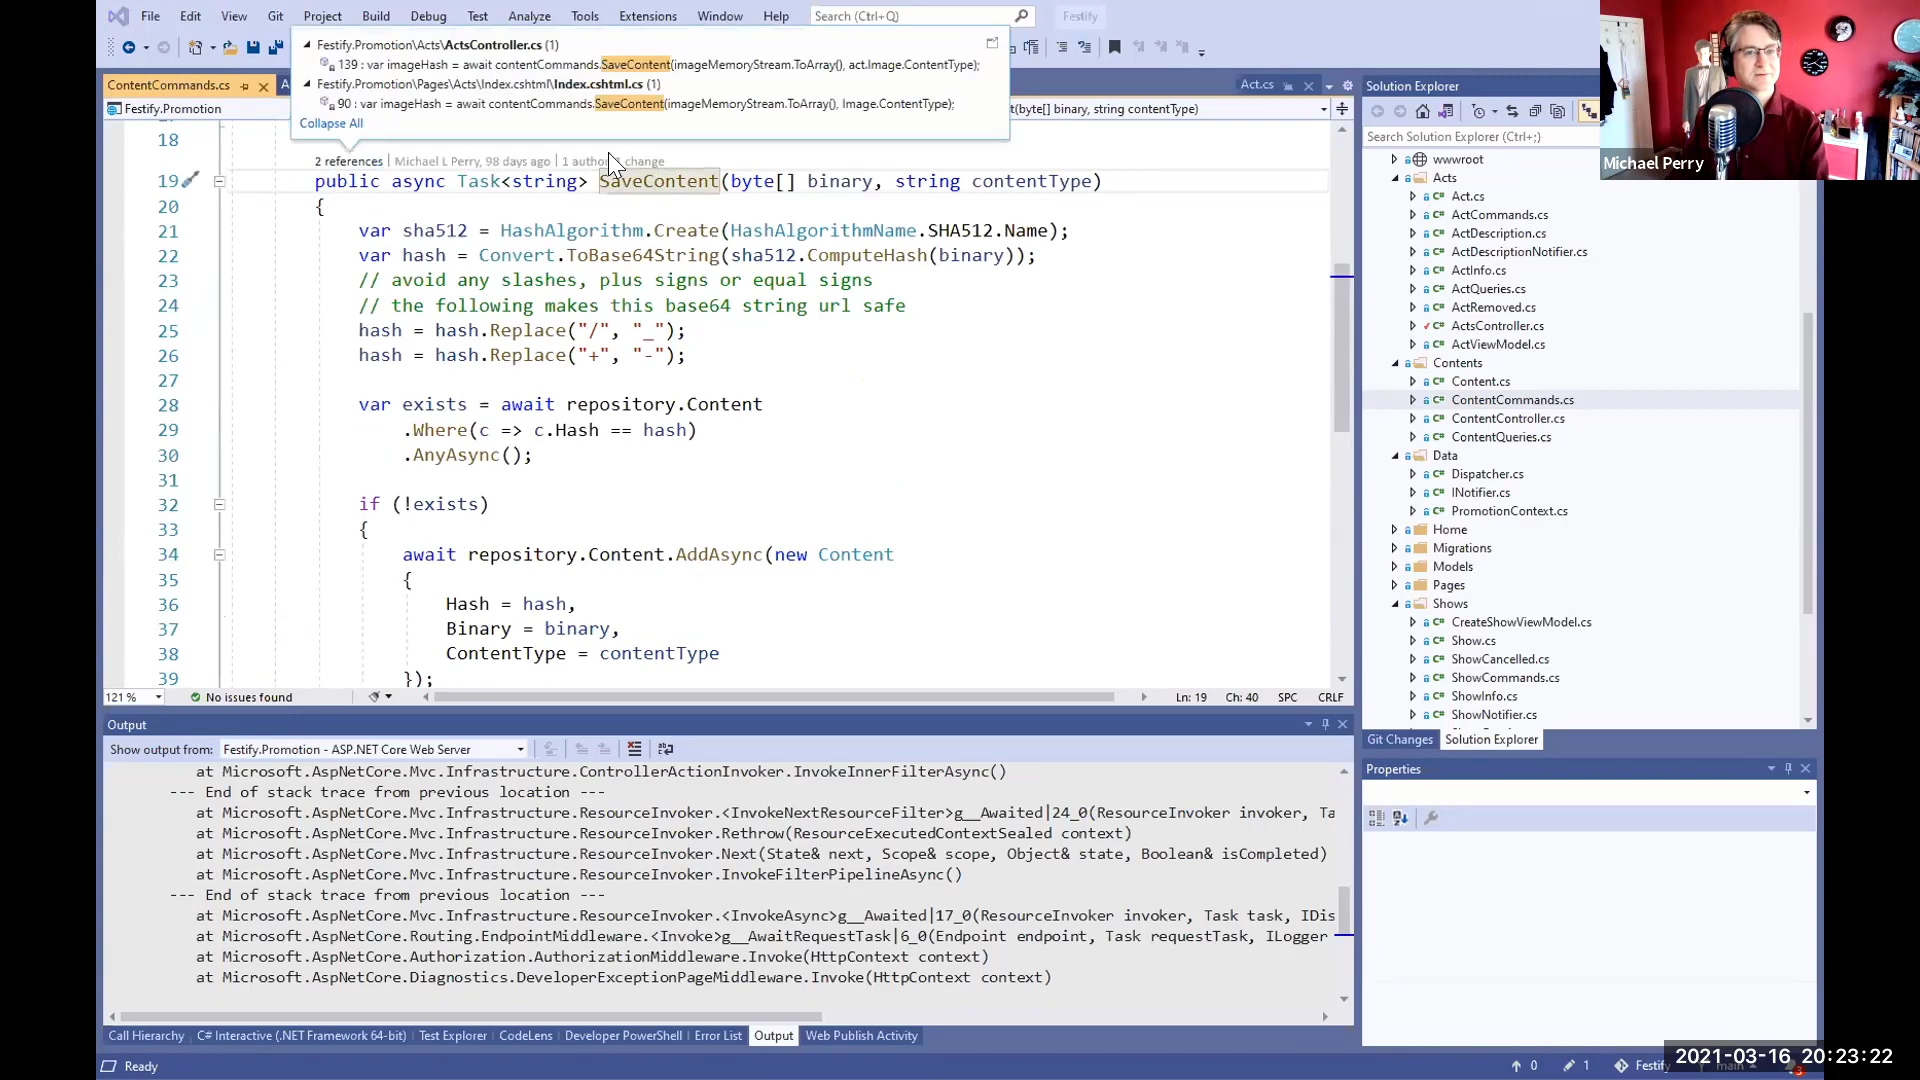 File Edit View Git Project Build Debug Test Analyze Tools Extensions Window Help Search (Ctrl+Q) Festify
Festify.Promotion\Acts\ActsController.cs (1)
139 : var imageHash = await contentCommands.SaveContent(imageMemoryStream.ToArray(), act.Image.ContentType);
Festify.Promotion\Pages\Acts\Index.cshtml\Index.cshtml.cs (1)
90 : var imageHash = await contentCommands.SaveContent(imageMemoryStream.ToArray(), Image.ContentType);
Collapse All
ContentCommands.cs
Act.cs
Festify.Promotion
t(byte[] binary, string contentType)
18
2 references | Michael L Perry, 98 days ago | 1 author, change
19 public async Task<string> SaveContent(byte[] binary, string contentType)
20 {
21 var sha512 = HashAlgorithm.Create(HashAlgorithmName.SHA512.Name);
22 var hash = Convert.ToBase64String(sha512.ComputeHash(binary));
23 // avoid any slashes, plus signs or equal signs
24 // the following makes this base64 string url safe
25 hash = hash.Replace("/", "_");
26 hash = hash.Replace("+", "-");
27
28 var exists = await repository.Content
29 .Where(c => c.Hash == hash)
30 .AnyAsync();
31
32 if (!exists)
33 {
34 await repository.Content.AddAsync(new Content
35 {
36 Hash = hash,
37 Binary = binary,
38 ContentType = contentType
39 });
121 % No issues found Ln: 19 Ch: 40 SPC CRLF
Output
Show output from: Festify.Promotion - ASP.NET Core Web Server
at Microsoft.AspNetCore.Mvc.Infrastructure.ControllerActionInvoker.InvokeInnerFilterAsync()
--- End of stack trace from previous location ---
at Microsoft.AspNetCore.Mvc.Infrastructure.ResourceInvoker.<InvokeNextResourceFilter>g__Awaited|24_0(ResourceInvoker invoker, Ta
at Microsoft.AspNetCore.Mvc.Infrastructure.ResourceInvoker.Rethrow(ResourceExecutedContextSealed context)
at Microsoft.AspNetCore.Mvc.Infrastructure.ResourceInvoker.Next(State& next, Scope& scope, Object& state, Boolean& isCompleted)
at Microsoft.AspNetCore.Mvc.Infrastructure.ResourceInvoker.InvokeFilterPipelineAsync()
--- End of stack trace from previous location ---
at Microsoft.AspNetCore.Mvc.Infrastructure.ResourceInvoker.<InvokeAsync>g__Awaited|17_0(ResourceInvoker invoker, Task task, IDis
at Microsoft.AspNetCore.Routing.EndpointMiddleware.<Invoke>g__AwaitRequestTask|6_0(Endpoint endpoint, Task requestTask, ILogger
at Microsoft.AspNetCore.Authorization.AuthorizationMiddleware.Invoke(HttpContext context)
at Microsoft.AspNetCore.Diagnostics.DeveloperExceptionPageMiddleware.Invoke(HttpContext context)
Call Hierarchy C# Interactive (.NET Framework 64-bit) Test Explorer CodeLens Developer PowerShell Error List Output Web Publish Activity
Ready
Solution Explorer
Search Solution Explorer (Ctrl+;)
wwwroot
Acts
C# Act.cs
C# ActCommands.cs
C# ActDescription.cs
C# ActDescriptionNotifier.cs
C# ActInfo.cs
C# ActQueries.cs
C# ActRemoved.cs
C# ActsController.cs
C# ActViewModel.cs
Contents
C# Content.cs
C# ContentCommands.cs
C# ContentController.cs
C# ContentQueries.cs
Data
C# Dispatcher.cs
C# INotifier.cs
C# PromotionContext.cs
Home
Migrations
Models
Pages
Shows
C# CreateShowViewModel.cs
C# Show.cs
C# ShowCancelled.cs
C# ShowCommands.cs
C# ShowInfo.cs
C# ShowNotifier.cs
Git Changes Solution Explorer
Properties
0 1 Festify main 3
Michael Perry
2021-03-16 20:23:22